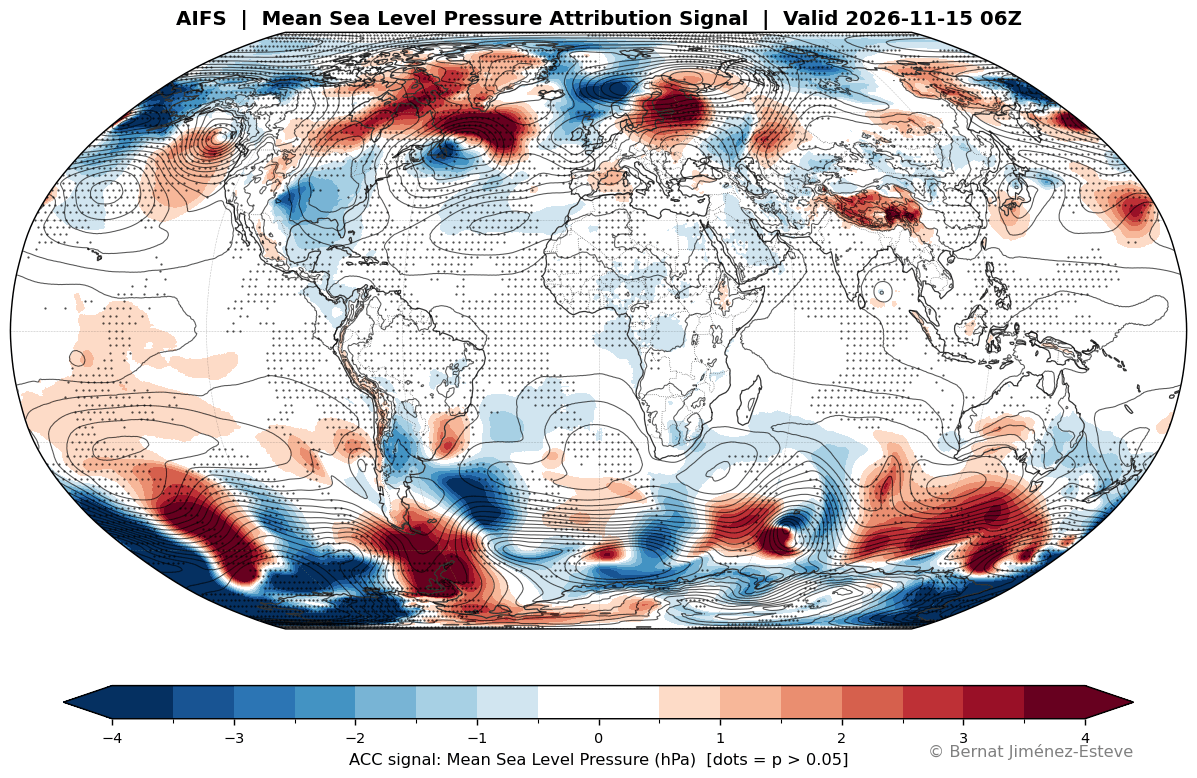 AIFS | Mean Sea Level Pressure Attribution Signal | Valid 2026-11-15 06Z
−4 −3 −2 −1 0 1 2 3 4
ACC signal: Mean Sea Level Pressure (hPa) [dots = p > 0.05]
© Bernat Jiménez-Esteve